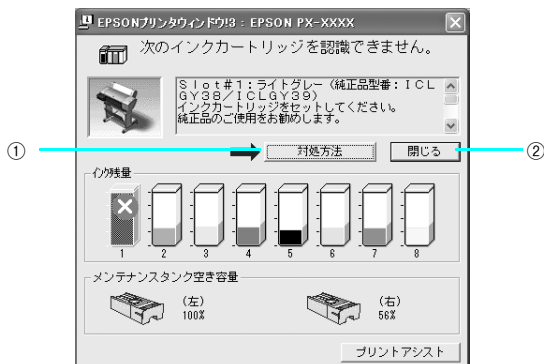 EPSONプリンタウィンドウ!3 : EPSON PX-XXXX
次のインクカートリッジを認識できません。
Slot#1:ライトグレー(純正品型番:ICL
GY38/ICLGY39)
インクカートリッジをセットしてください。
純正品のご使用をお勧めします。
① 対処方法 閉じる ②
インク残量
1 2 3 4 5 6 7 8
メンテナンスタンク空き容量
(左) (右)
100% 56%
プリントアシスト